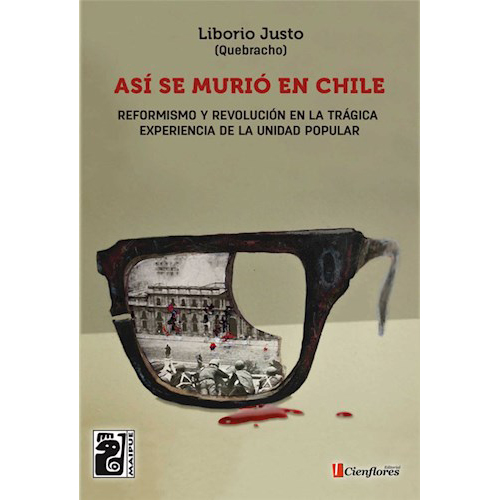 Liborio Justo
(Quebracho)
ASÍ SE MURIÓ EN CHILE
REFORMISMO Y REVOLUCIÓN EN LA TRÁGICA
EXPERIENCIA DE LA UNIDAD POPULAR
MAIPUE
Editorial
Cienflores